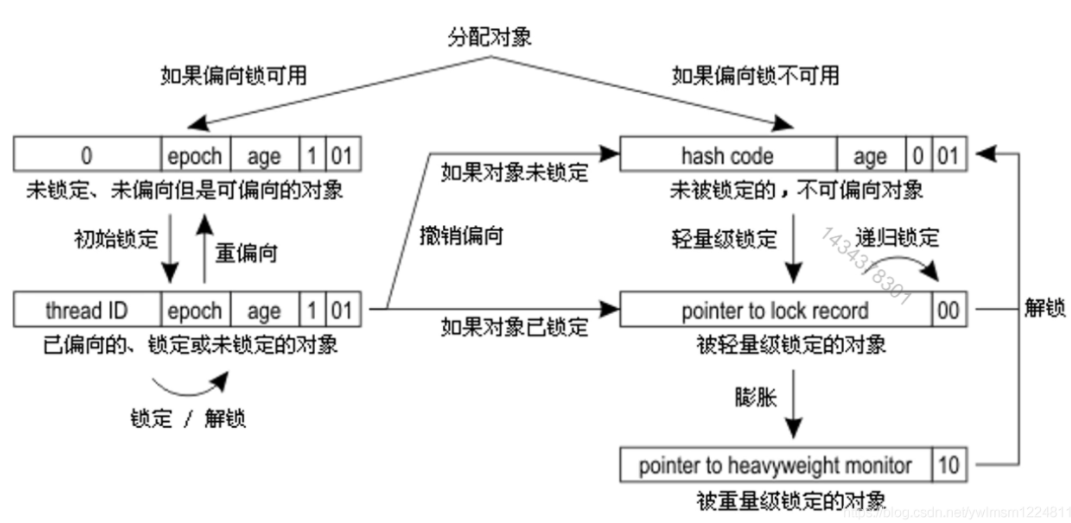 分配对象
如果偏向锁可用
如果偏向锁不可用
0 epoch age 1 01
hash code age 0 01
未锁定、未偏向但是可偏向的对象
如果对象未锁定
未被锁定的，不可偏向对象
初始锁定
重偏向
撤销偏向
轻量级锁定
递归锁定
1434378301
thread ID epoch age 1 01
pointer to lock record 00
解锁
已偏向的、锁定或未锁定的对象
如果对象已锁定
被轻量级锁定的对象
锁定 / 解锁
膨胀
pointer to heavyweight monitor 10
被重量级锁定的对象
https://blog.csdn.net/ywlmsm1224811